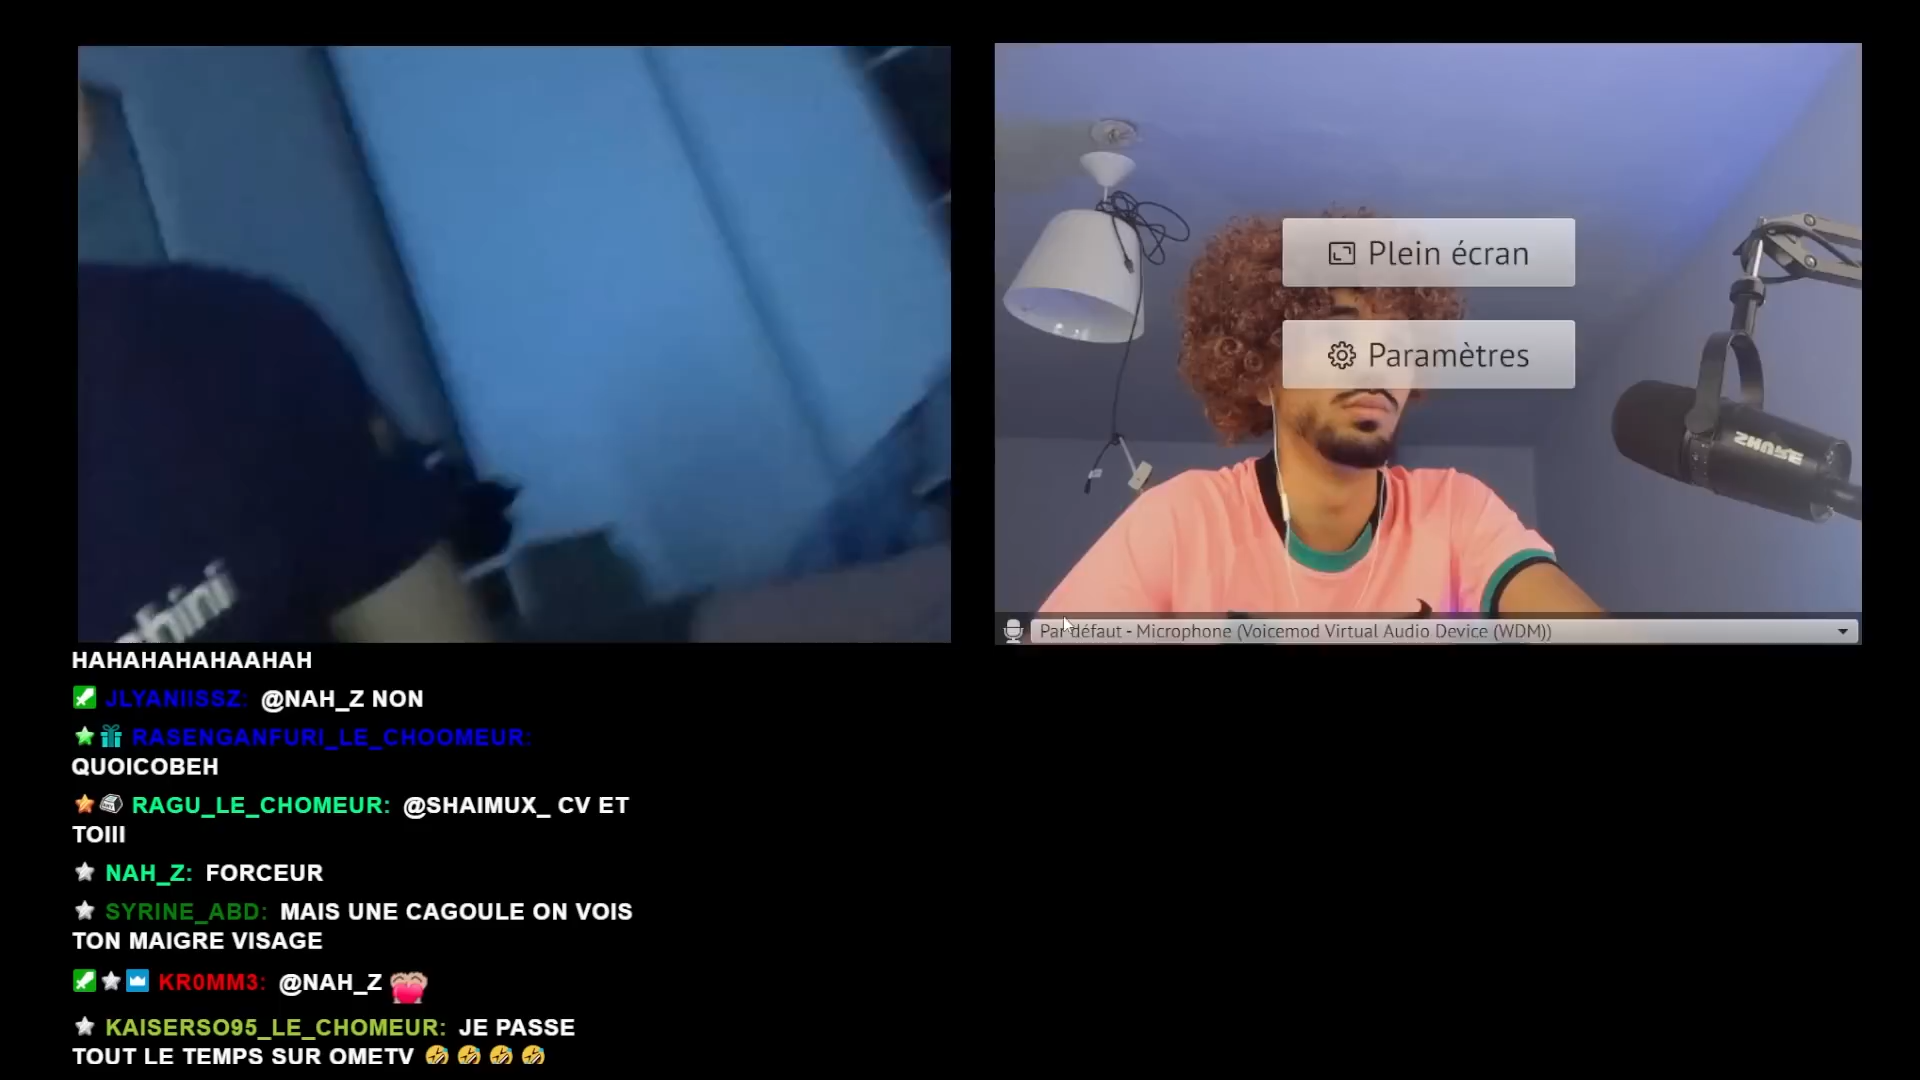 Plein écran
Paramètres
SHURE
Par défaut - Microphone (Voicemod Virtual Audio Device (WDM))
HAHAHAHAHAAHAH
JLYANIISSZ: @NAH_Z NON
RASENGANFURI_LE_CHOOMEUR:
QUOICOBEH
RAGU_LE_CHOMEUR: @SHAIMUX_ CV ET
TOIII
NAH_Z: FORCEUR
SYRINE_ABD: MAIS UNE CAGOULE ON VOIS
TON MAIGRE VISAGE
KR0MM3: @NAH_Z
KAISERSO95_LE_CHOMEUR: JE PASSE
TOUT LE TEMPS SUR OMETV 🤣 🤣 🤣 🤣